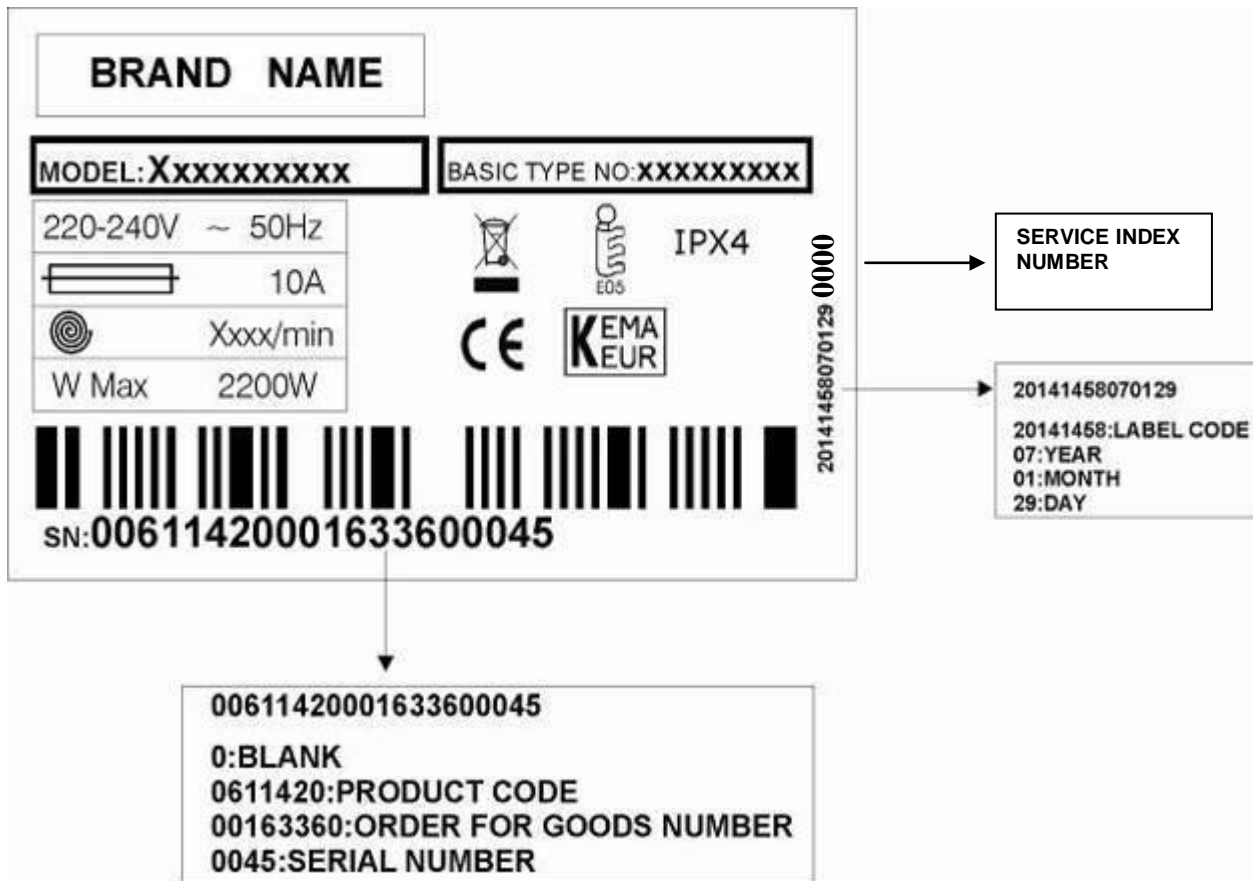 BRAND NAME
MODEL:Xxxxxxxxxx
BASIC TYPE NO:xxxxxxxxx
220-240V ~ 50Hz
10A
Xxxx/min
W Max 2200W
E05
IPX4
CE
KEMA
EUR
20141458070129 0000
SN:00611420001633600045
SERVICE INDEX
NUMBER
20141458070129
20141458:LABEL CODE
07:YEAR
01:MONTH
29:DAY
00611420001633600045
0:BLANK
0611420:PRODUCT CODE
00163360:ORDER FOR GOODS NUMBER
0045:SERIAL NUMBER